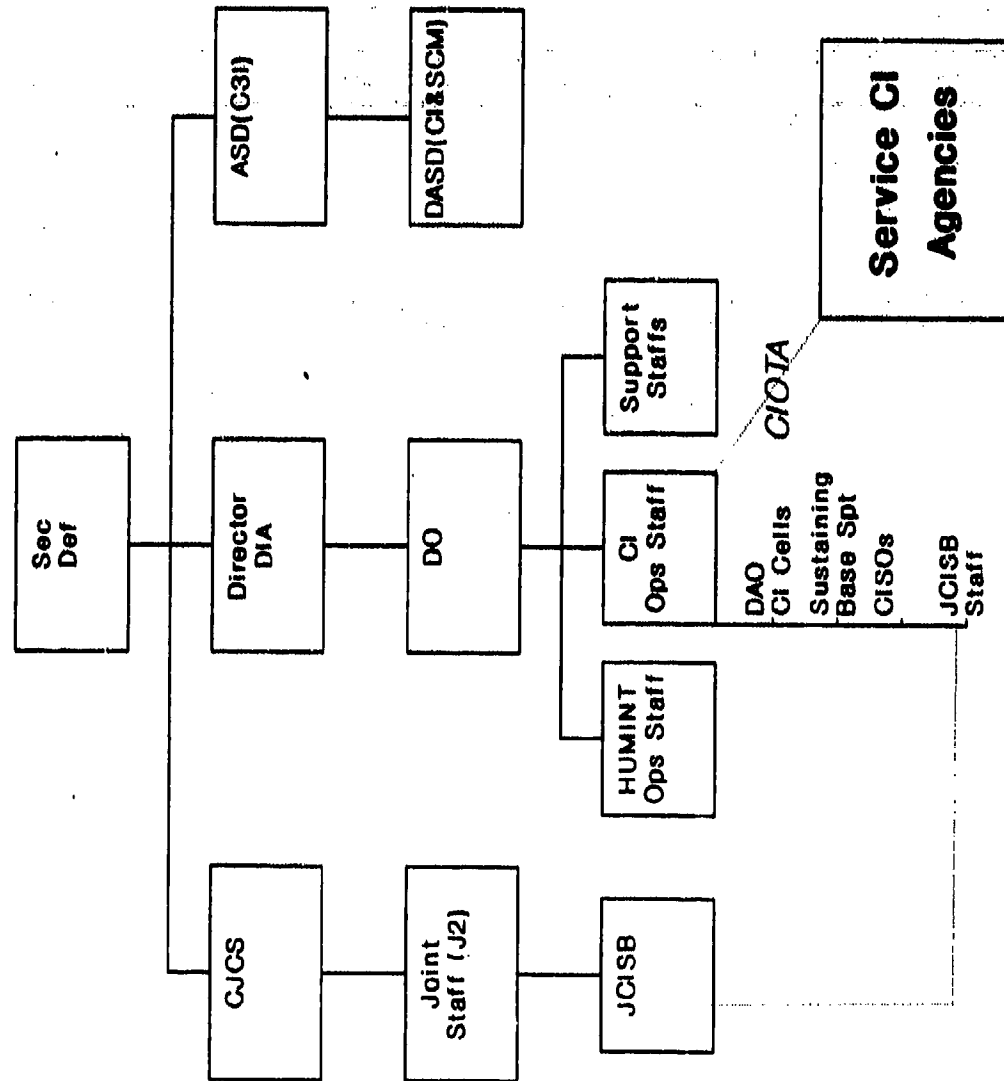 Sec
Def
CJCS
Director
DIA
ASD(C3I)
Joint
Staff (J2)
DO
DASD(CI&SCM)
JCISB
HUMINT
Ops Staff
CI
Ops Staff
Support
Staffs
DAO
CI Cells
Sustaining
Base Spt
CISOs
JCISB
Staff
CIOTA
Service CI
Agencies